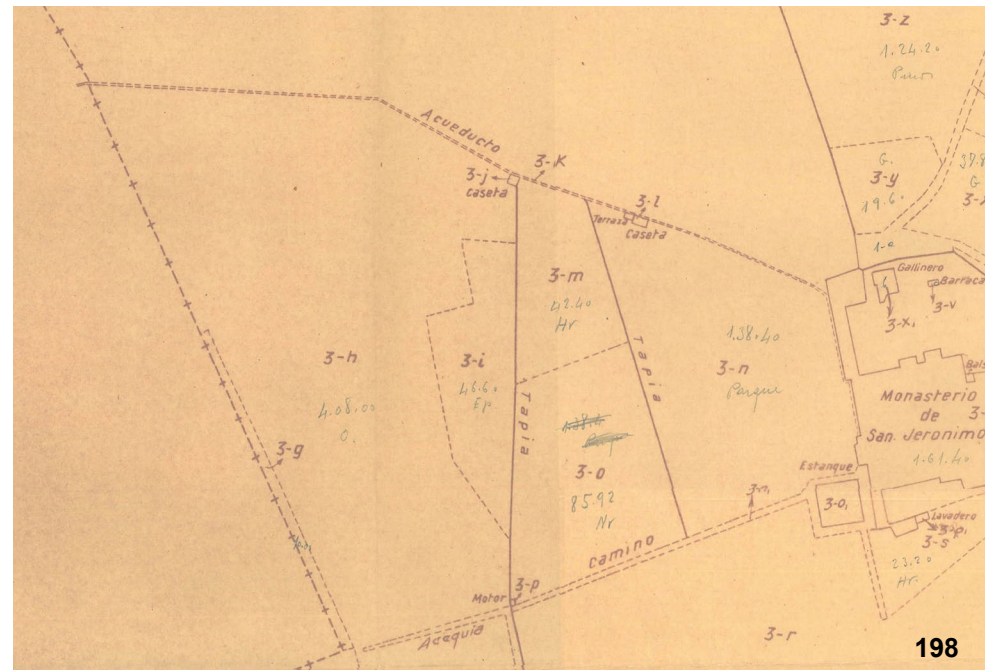 3-z
1.24.20
Pinos
Acueducto
3-K
3-j
caseta
3-l
Terraza
Caseta
G.
3-y
19.6.
G
1-a
Gallinero
Barraca
3-v
3-x,
3-m
42.40
Hr
Tapia
1.38.40
3-n
Parque
3-h
4.08.00
O.
3-i
46.60
Ep
Tapia
3-g
Monasterio
de
San Jeronimo
1.61.40
3-o
85.92
Nr
Estanque
3-n,
3-o,
Lavadero
3-p,
3-s
23.20
Hr.
camino
3-p
Motor
Acequia
3-r
198